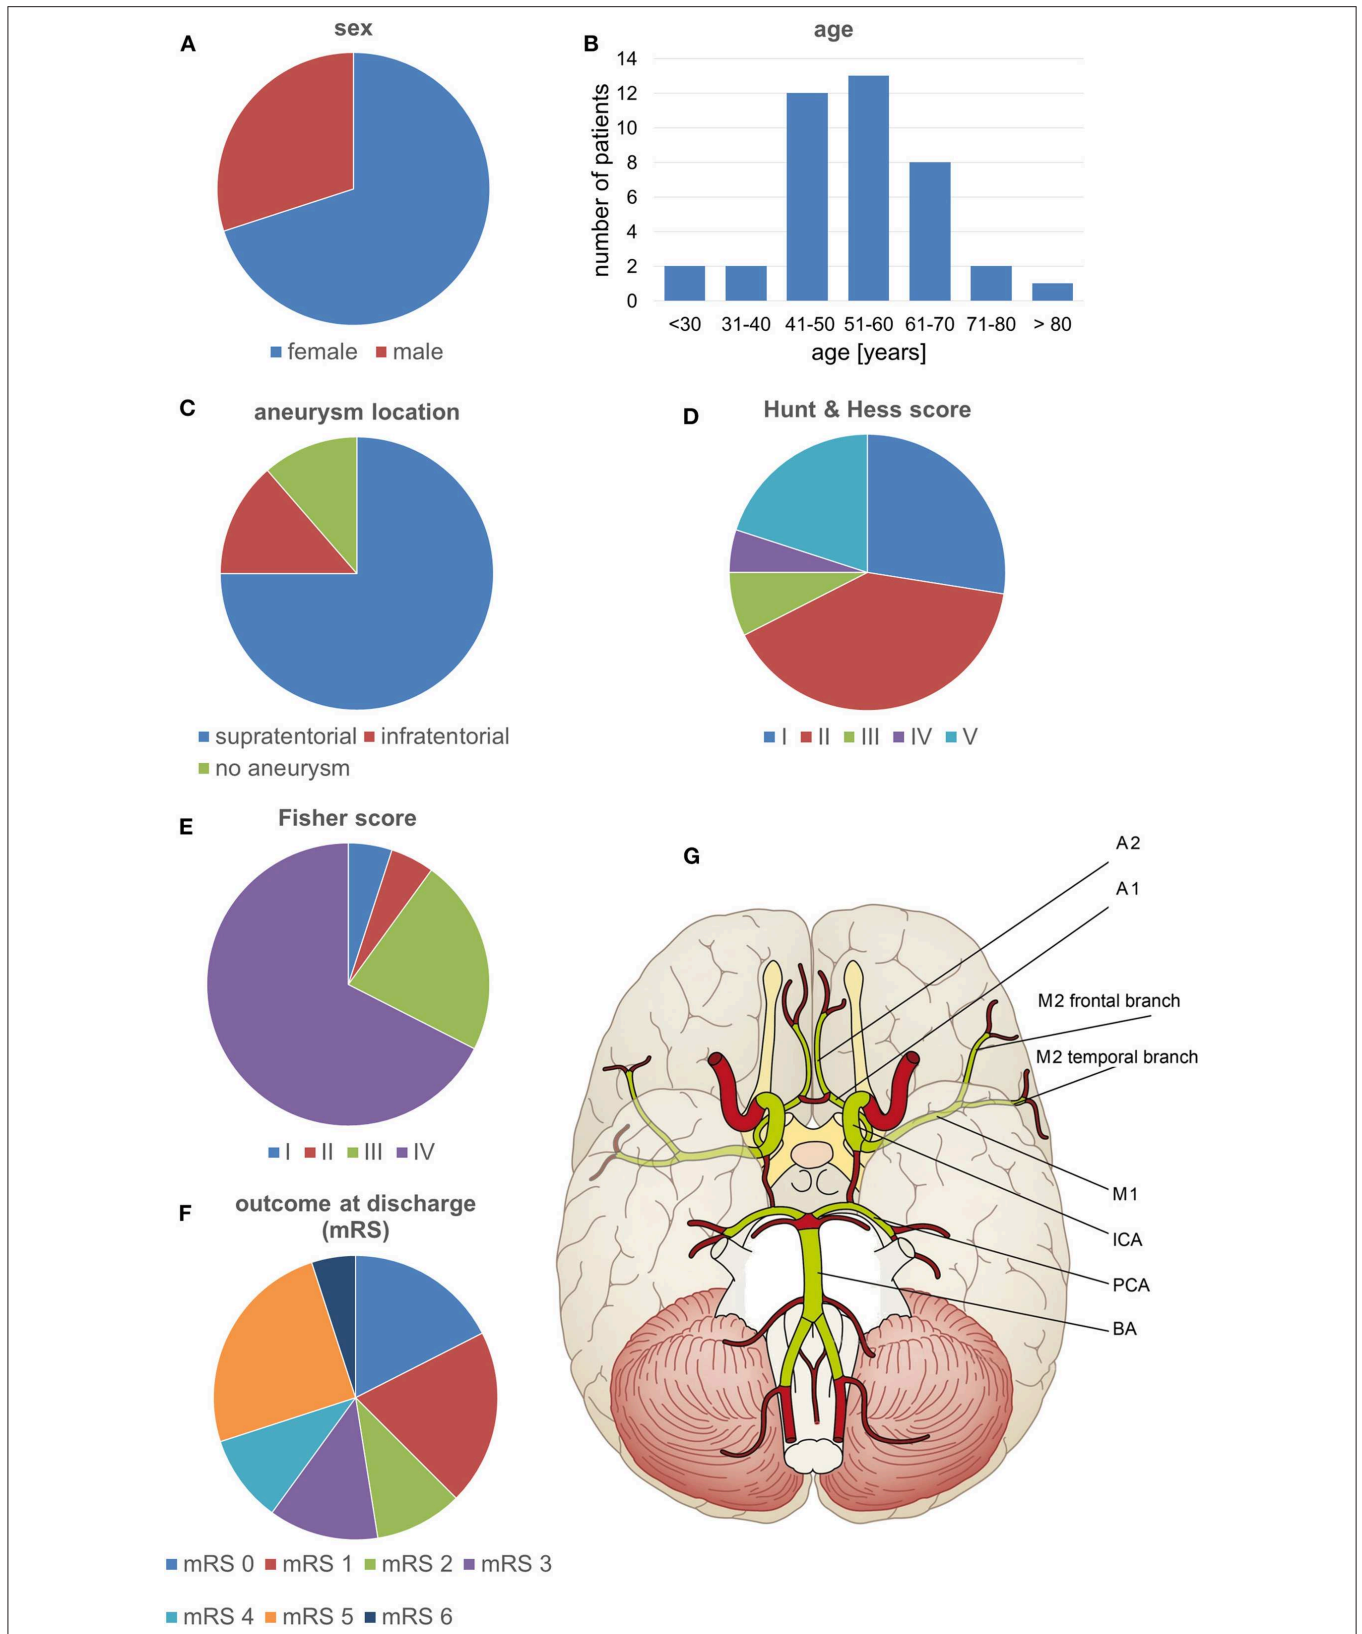 A
sex
female male
B
age
number of patients
14
12
10
8
6
4
2
0
<30 31-40 41-50 51-60 61-70 71-80 > 80
age [years]
C
aneurysm location
supratentorial infratentorial
no aneurysm
D
Hunt & Hess score
I II III IV V
E
Fisher score
I II III IV
F
outcome at discharge
(mRS)
mRS 0 mRS 1 mRS 2 mRS 3
mRS 4 mRS 5 mRS 6
G
A2
A1
M2 frontal branch
M2 temporal branch
M1
ICA
PCA
BA